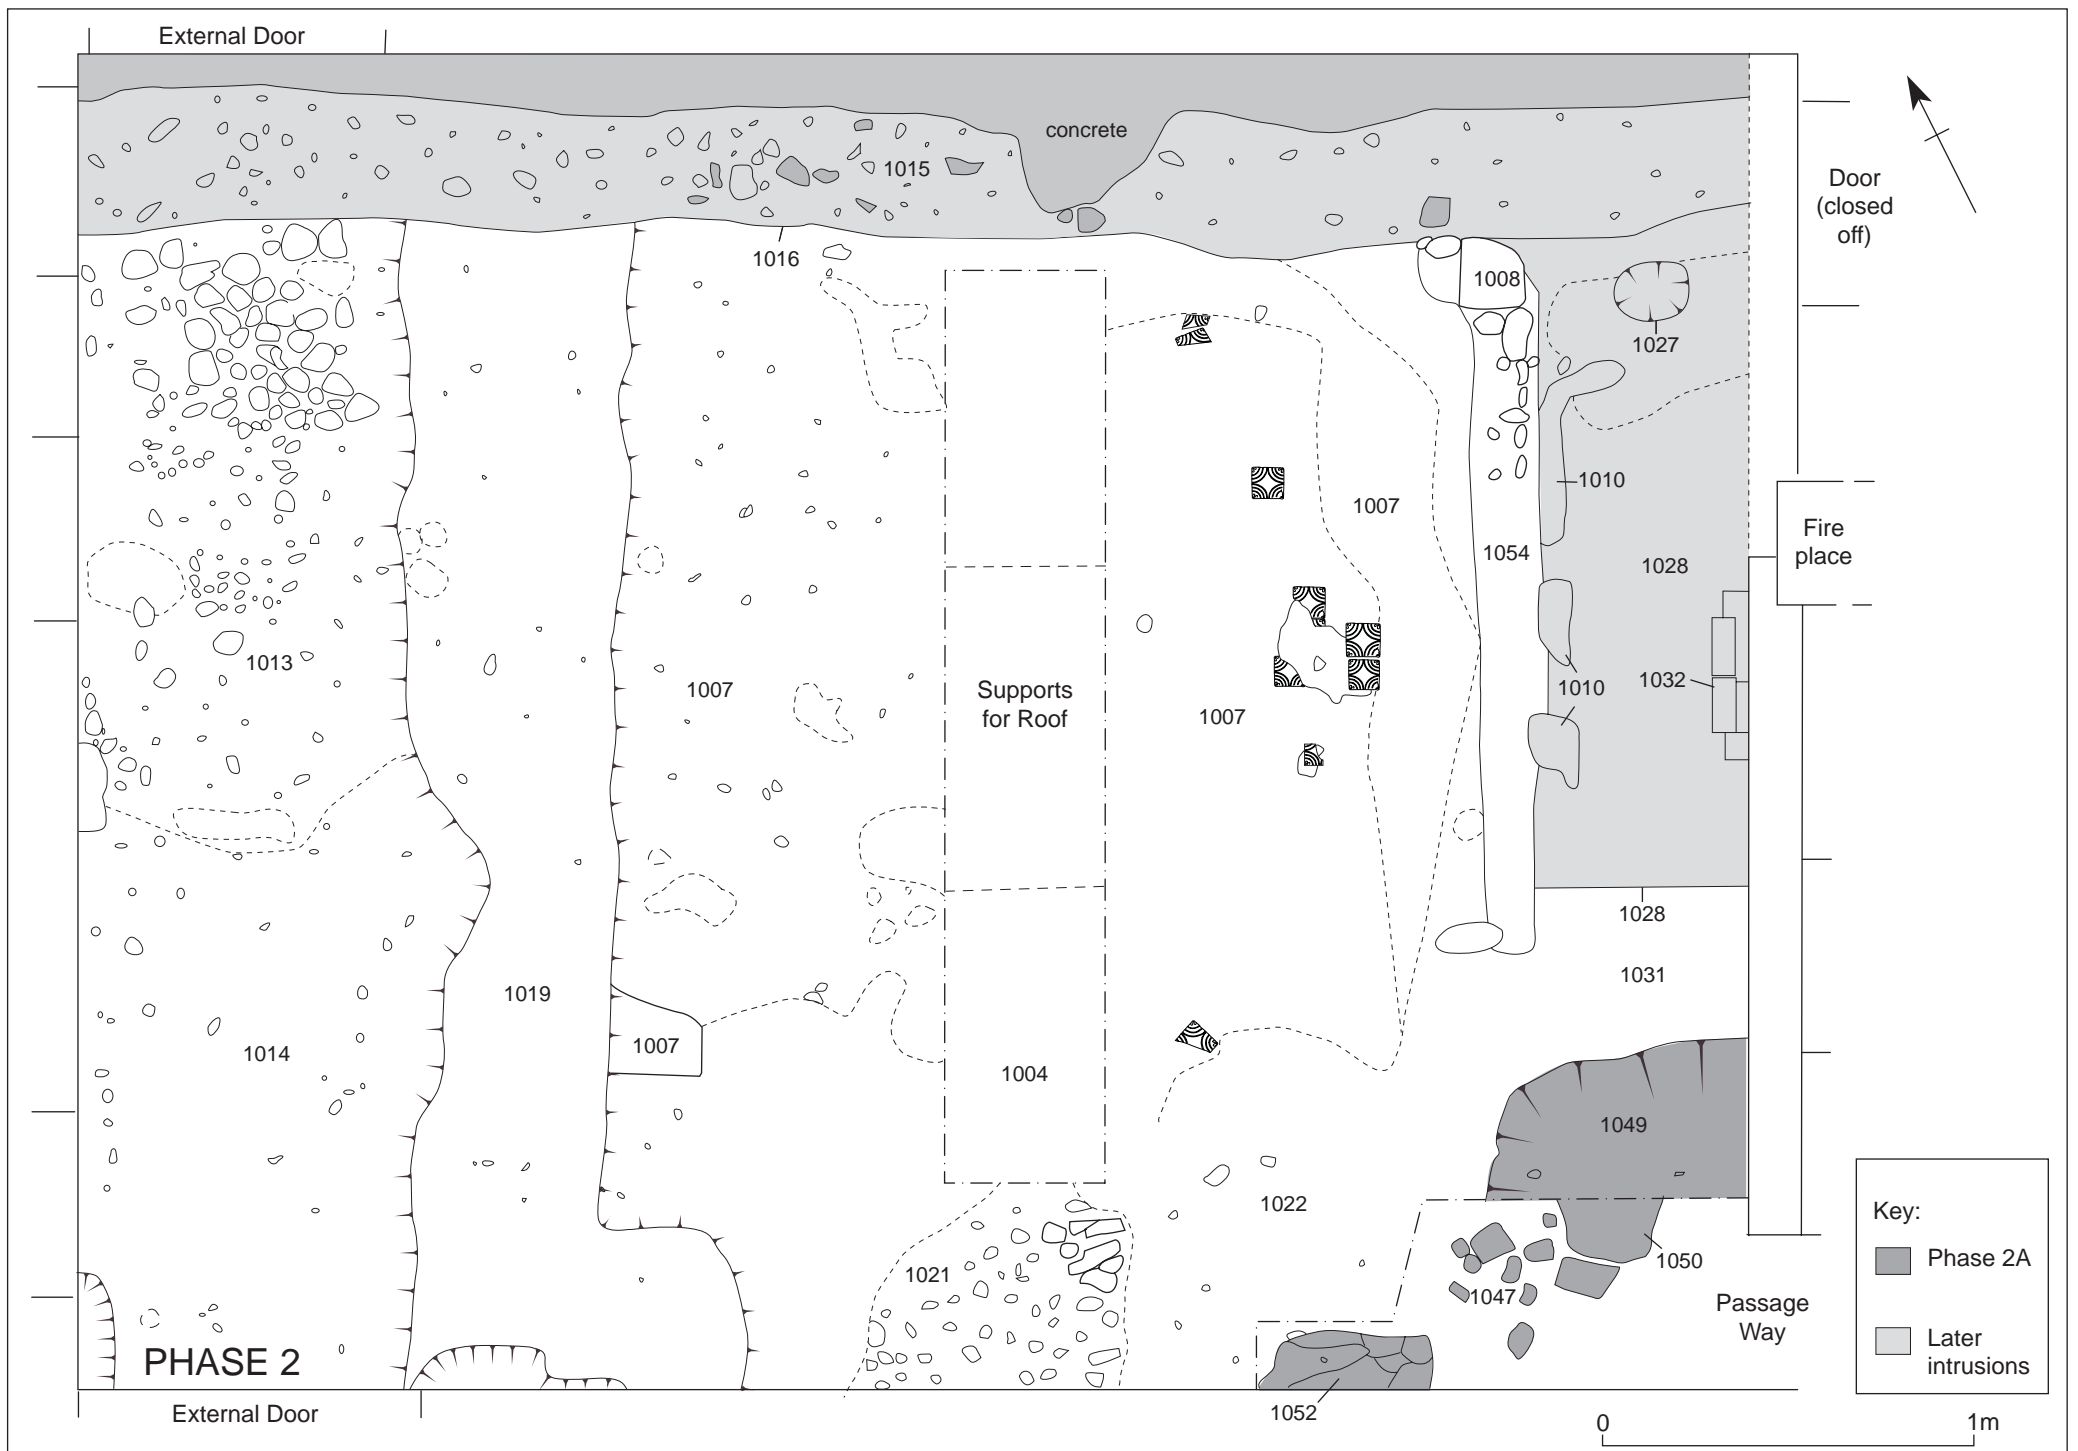 External Door
concrete
1015
Door
(closed
off)
1016
1008
1027
1010
1007
Fire
place
1054
1028
1013
1007
Supports
for Roof
1007
1010
1032
1028
1031
1019
1007
1014
1004
1049
1022
Key:
1021
1050
Phase 2A
1047
Passage
Way
Later
intrusions
PHASE 2
External Door
1052
0
1m